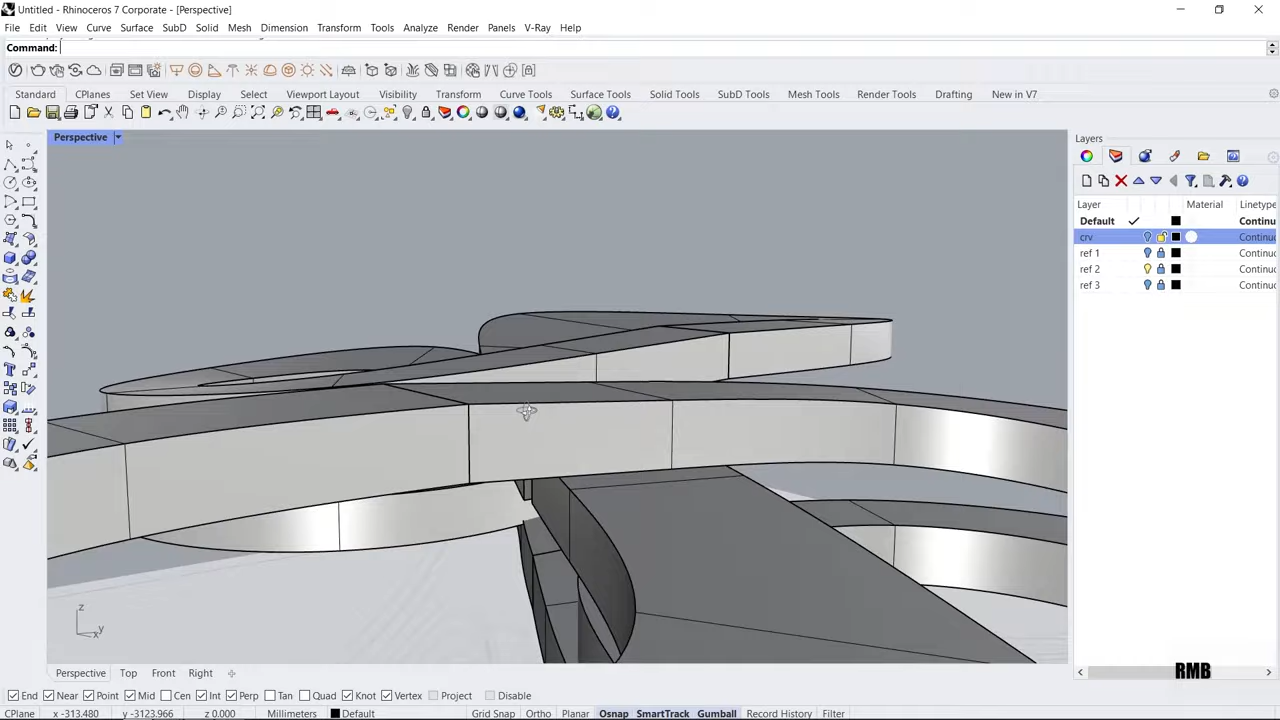 Untitled - Rhinoceros 7 Corporate - [Perspective]
File Edit View Curve Surface Solid SubD Mesh Dimension Transform Tools Analyze Render Panels V-Ray Help
Command:
Standard CPlanes Set View Display Select Viewport Layout Visibility Transform Curve Tools Surface Tools Solid Tools SubD Tools Mesh Tools Render Tools Drafting New in V7
Perspective
Layers
Layer Material Linetype
Default Continu
crv Continu
ref 1 Continu
ref 2 Continu
ref 3 Continu
z
y
x
RMB
Perspective Top Front Right
End Near Point Mid Cen Int Perp Tan Quad Knot Vertex Project Disable
CPlane x -313.480 y -3123.966 z 0.000 Millimeters Default Grid Snap Ortho Planar Osnap SmartTrack Gumball Record History Filter